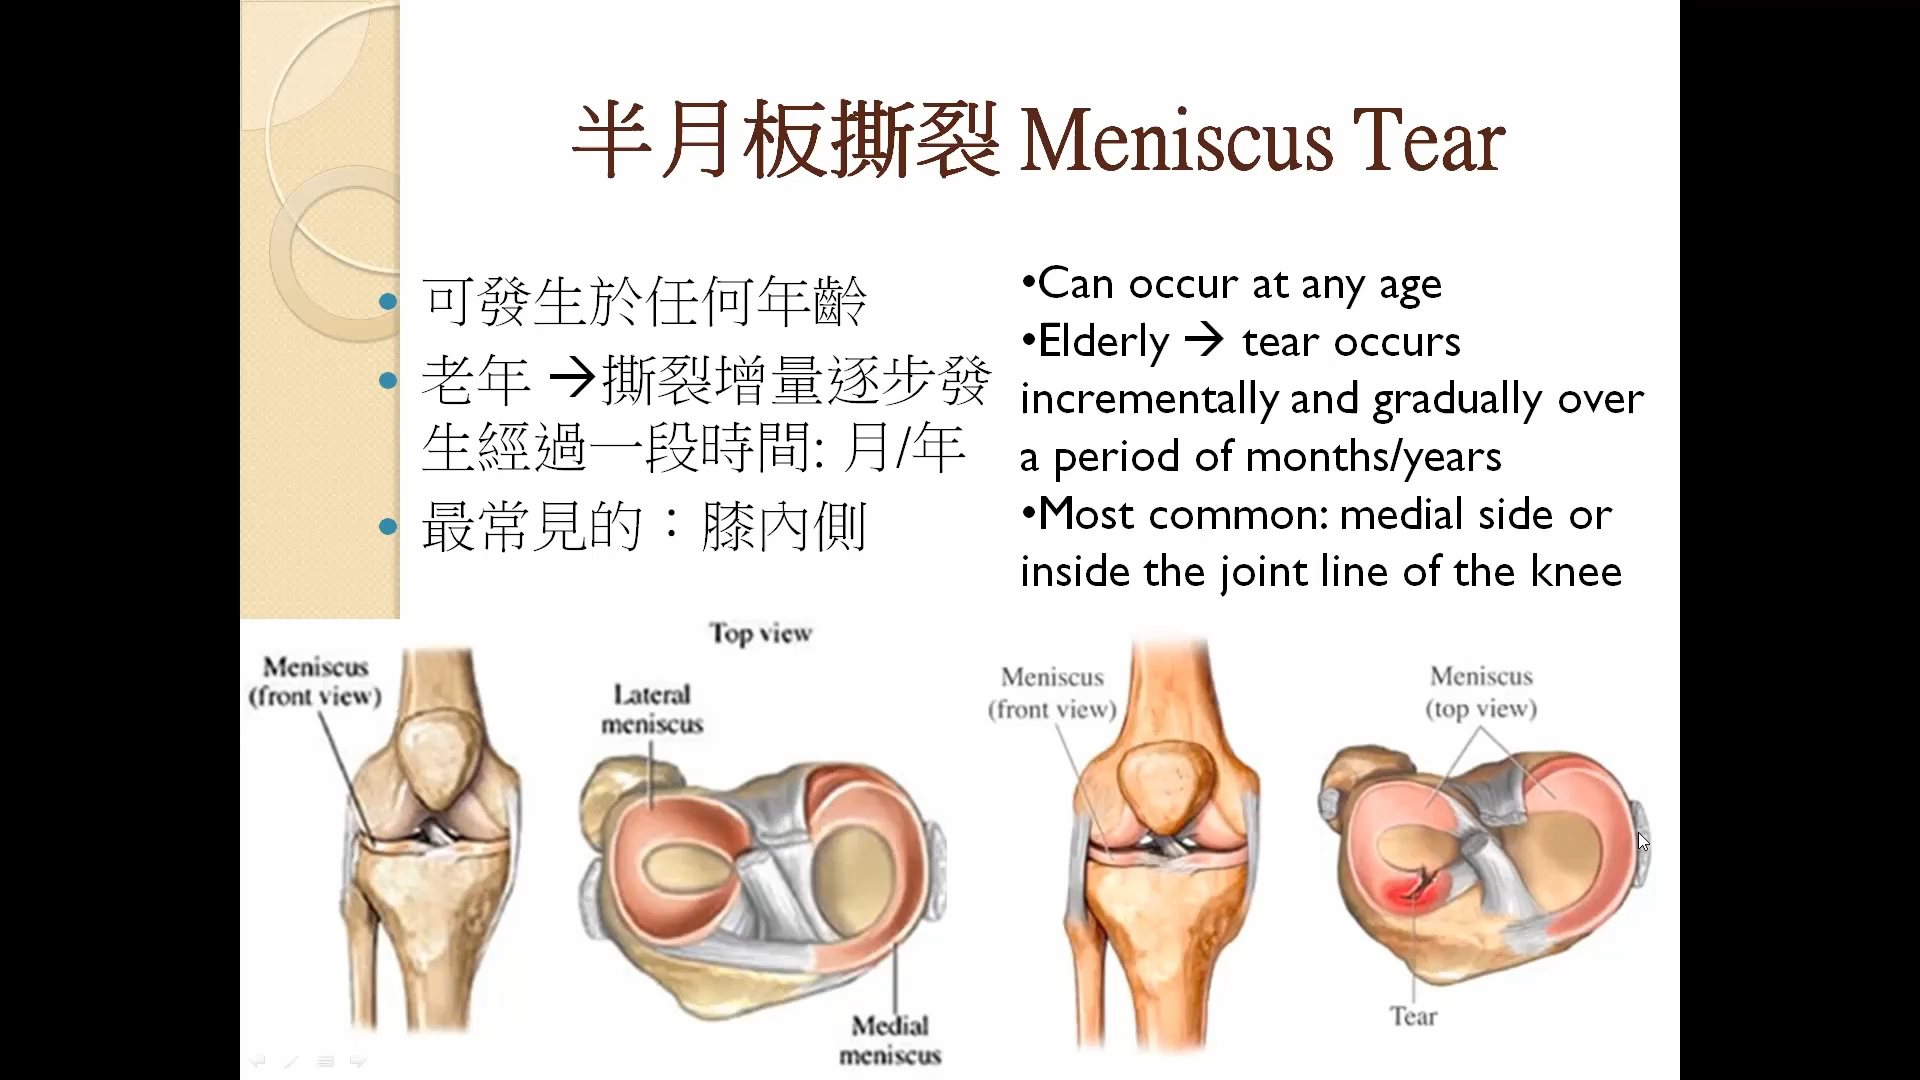 半月板撕裂 Meniscus Tear
• 可發生於任何年齡
• 老年 →撕裂增量逐步發
生經過一段時間: 月/年
• 最常見的：膝內側
•Can occur at any age
•Elderly → tear occurs
incrementally and gradually over
a period of months/years
•Most common: medial side or
inside the joint line of the knee
Meniscus
(front view)
Top view
Lateral
meniscus
Medial
meniscus
Meniscus
(front view)
Meniscus
(top view)
Tear